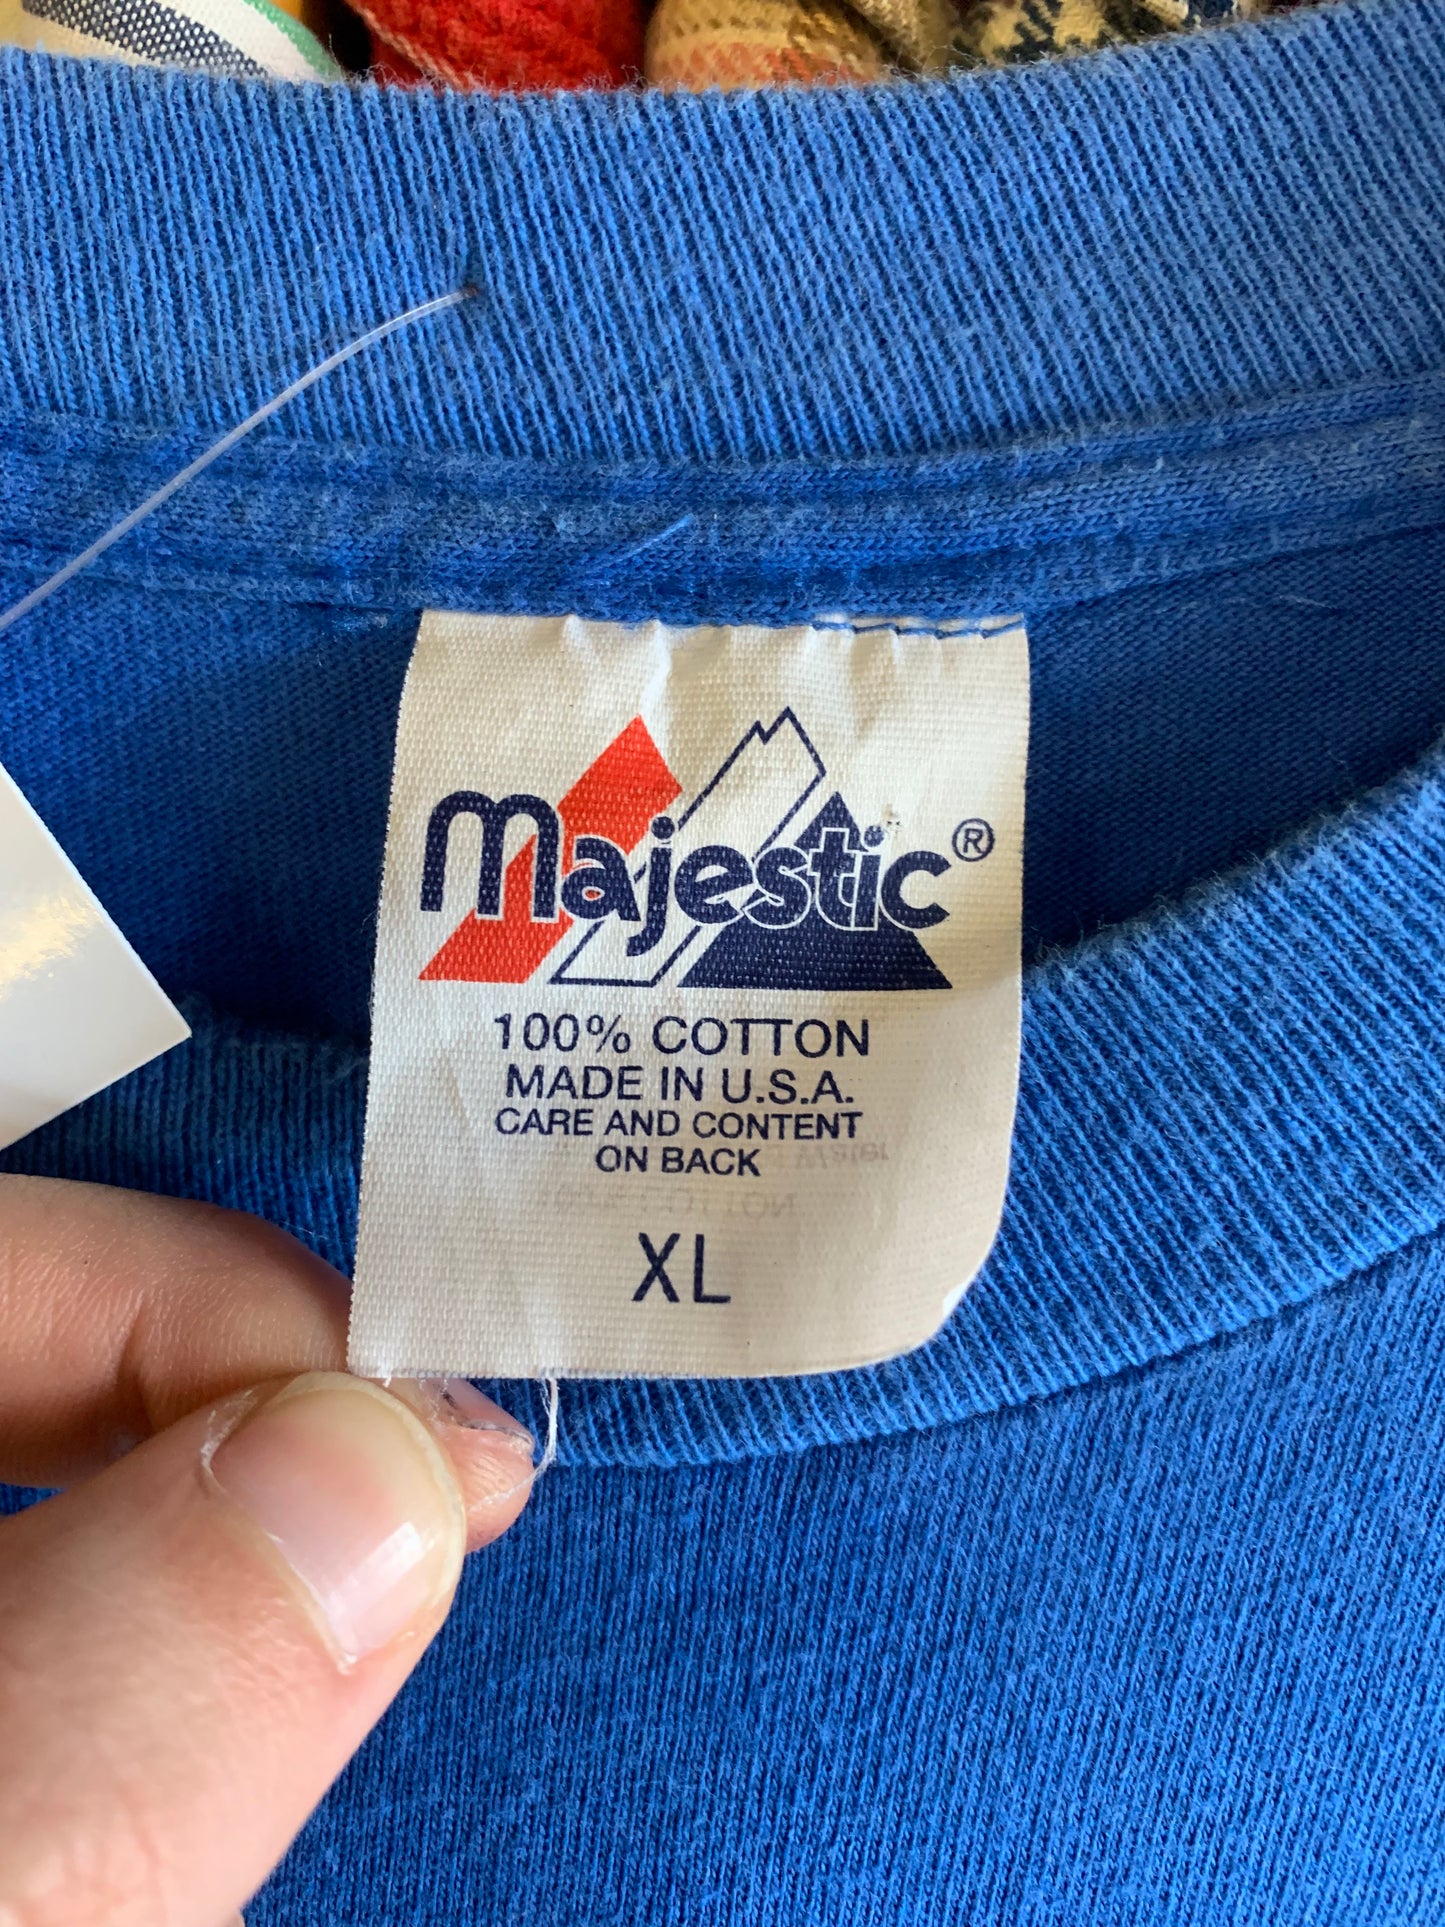 Majestic®
100% COTTON
MADE IN U.S.A.
CARE AND CONTENT
ON BACK
XL